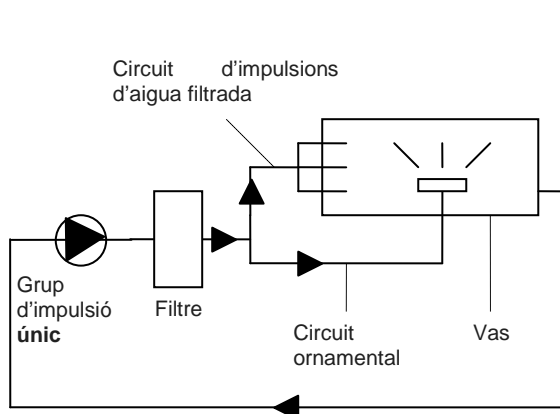 Circuit d'impulsions
d'aigua filtrada
Grup
d'impulsió
únic
Filtre
Circuit
ornamental
Vas